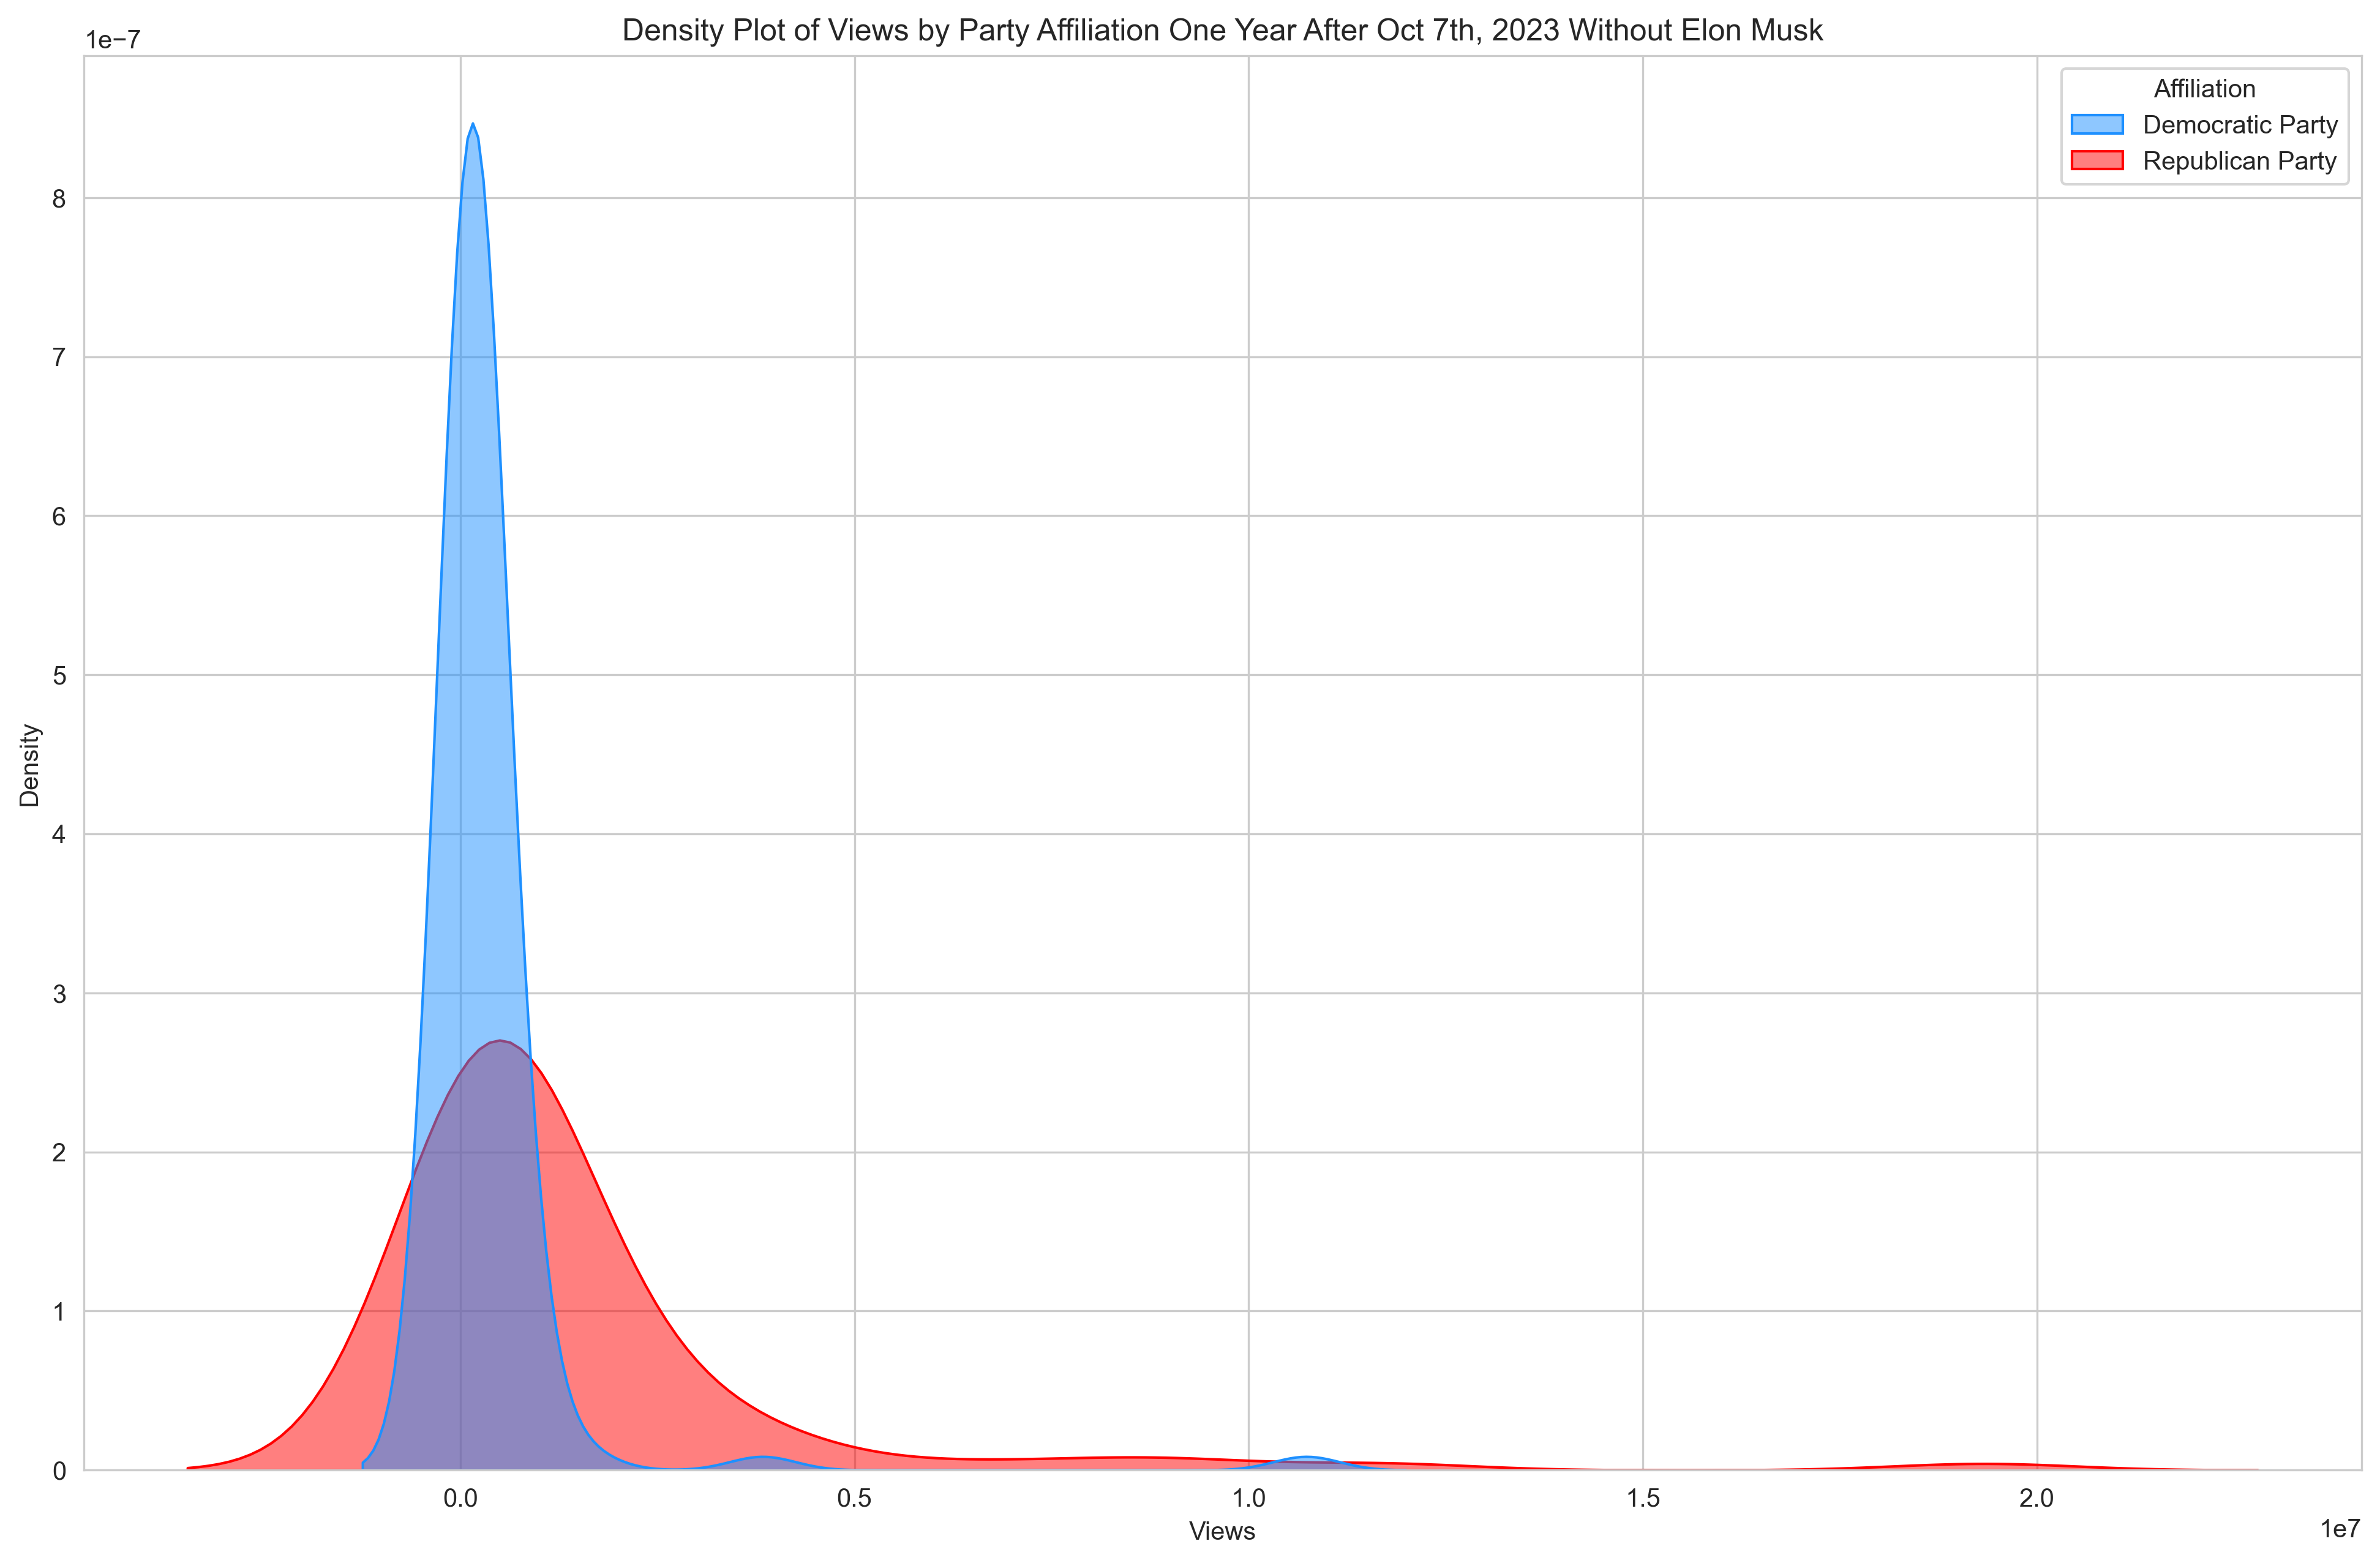 Density Plot of Views by Party Affiliation One Year After Oct 7th, 2023 Without Elon Musk
1e−7
Affiliation
Democratic Party
Republican Party
8
7
6
5
4
3
2
1
0
Density
0.0 0.5 1.0 1.5 2.0
Views
1e7